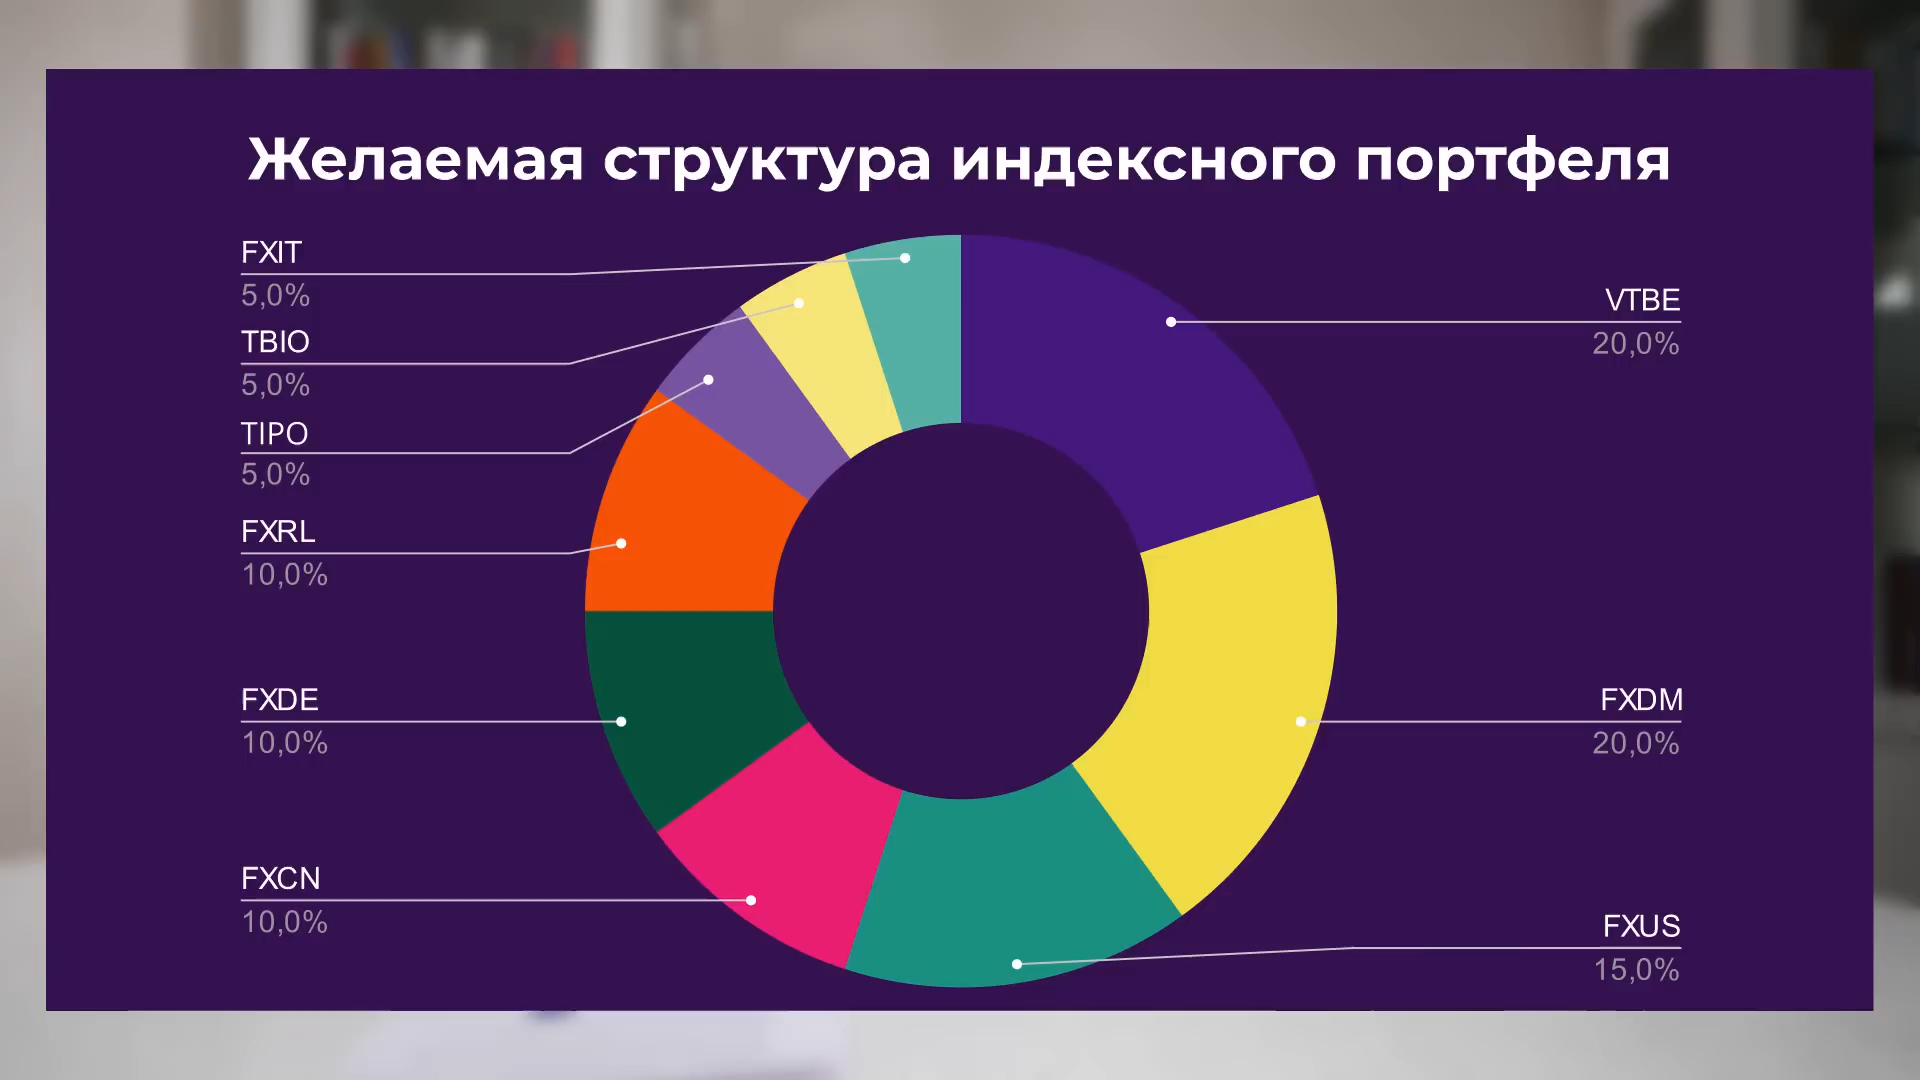 Желаемая структура индексного портфеля
FXIT
5,0%
TBIO
5,0%
TIPO
5,0%
FXRL
10,0%
FXDE
10,0%
FXCN
10,0%
VTBE
20,0%
FXDM
20,0%
FXUS
15,0%